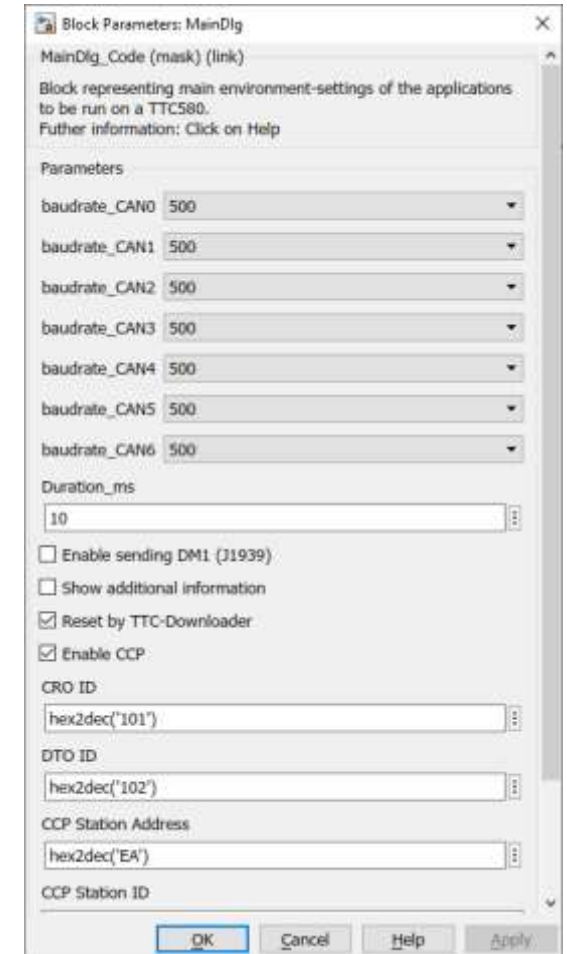 Block Parameters: MainDlg
MainDlg_Code (mask) (link)
Block representing main environment-settings of the applications
to be run on a TTC580.
Futher information: Click on Help
Parameters
baudrate_CAN0 500
baudrate_CAN1 500
baudrate_CAN2 500
baudrate_CAN3 500
baudrate_CAN4 500
baudrate_CAN5 500
baudrate_CAN6 500
Duration_ms
10
Enable sending DM1 (J1939)
Show additional information
Reset by TTC-Downloader
Enable CCP
CRO ID
hex2dec('101')
DTO ID
hex2dec('102')
CCP Station Address
hex2dec('EA')
CCP Station ID
OK Cancel Help Apply